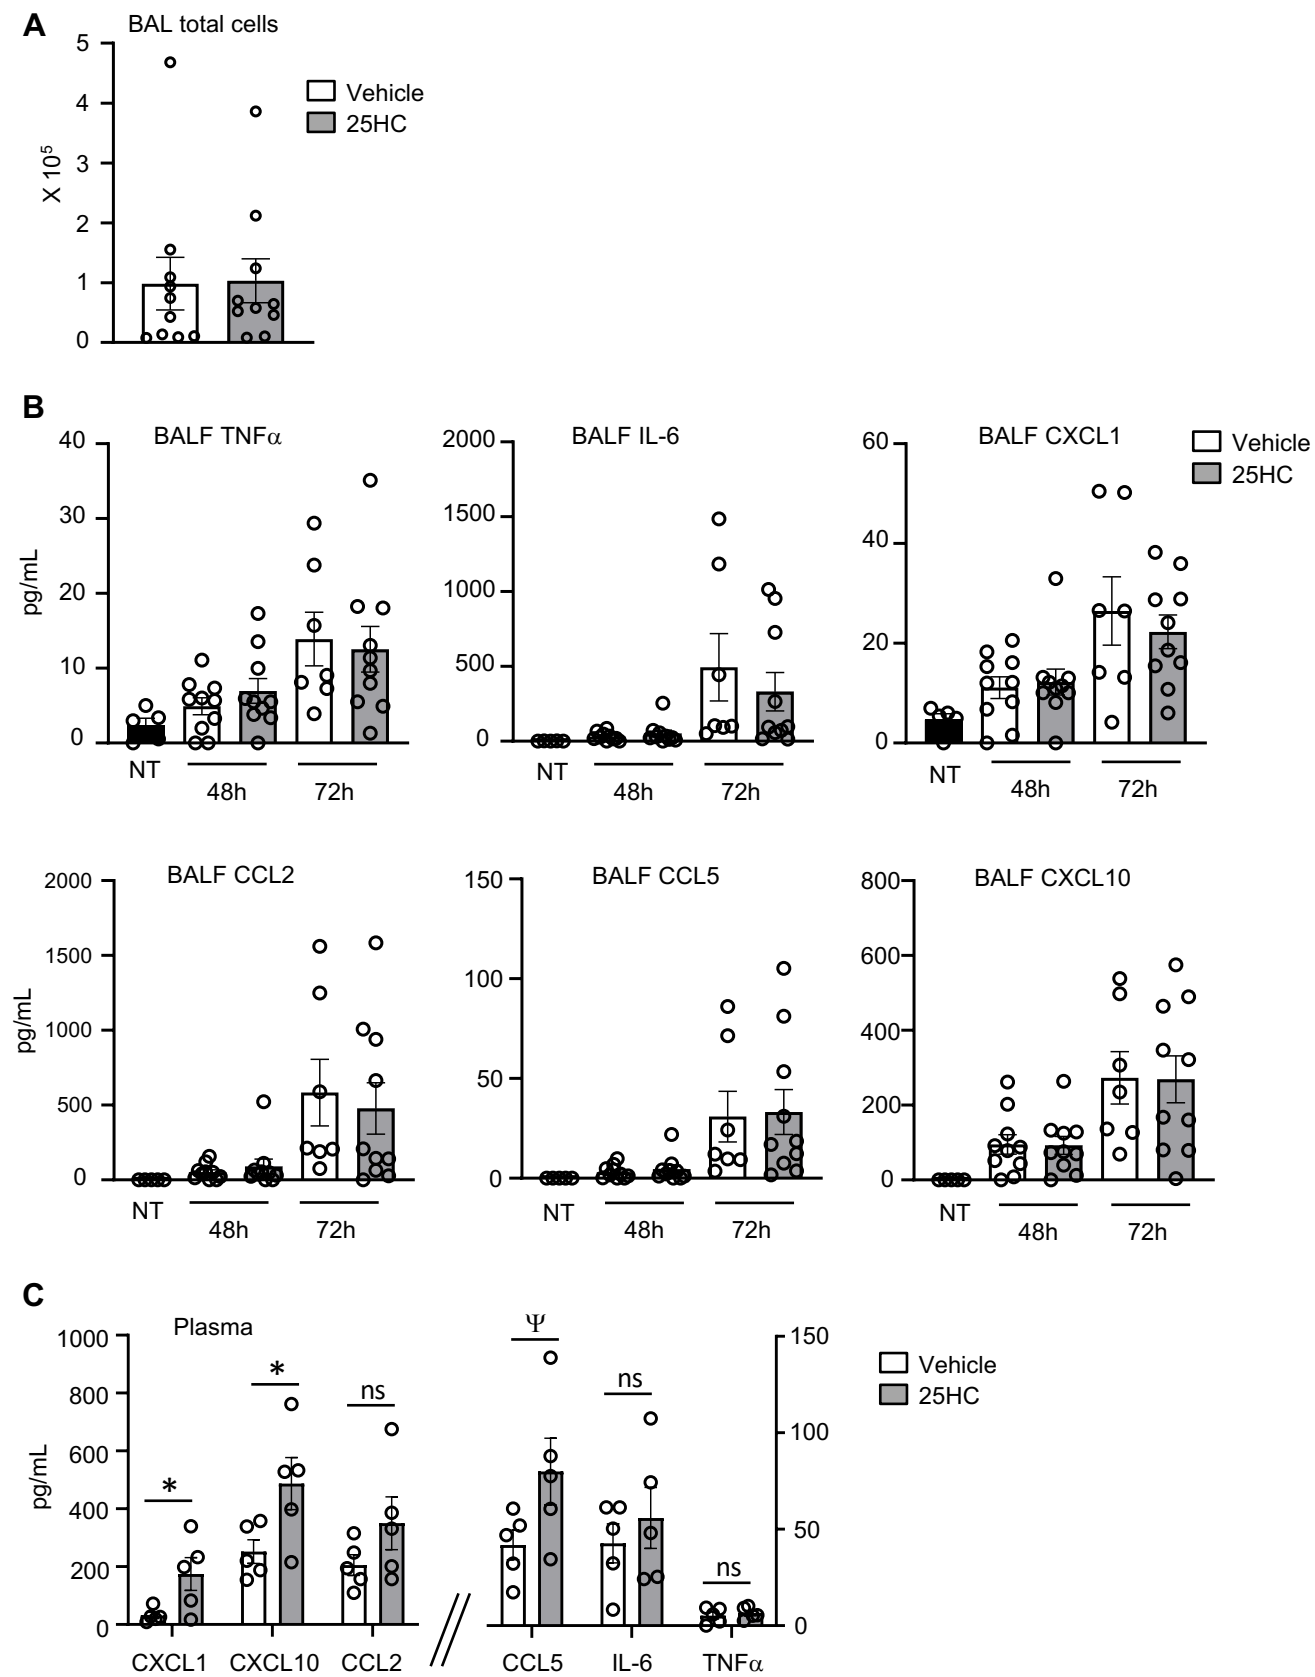 A
BAL total cells
5
4
3
2
1
0
X 10⁵
Vehicle
25HC
B
BALF TNFα
40
30
20
10
0
pg/mL
NT
48h
72h
BALF IL-6
2000
1500
1000
500
0
NT
48h
72h
BALF CXCL1
60
40
20
0
NT
48h
72h
Vehicle
25HC
BALF CCL2
2000
1500
1000
500
0
pg/mL
NT
48h
72h
BALF CCL5
150
100
50
0
NT
48h
72h
BALF CXCL10
800
600
400
200
0
NT
48h
72h
C
Plasma
1000
800
600
400
200
0
pg/mL
*
*
ns
Ψ
ns
ns
150
100
50
0
CXCL1 CXCL10 CCL2 // CCL5 IL-6 TNFα
Vehicle
25HC